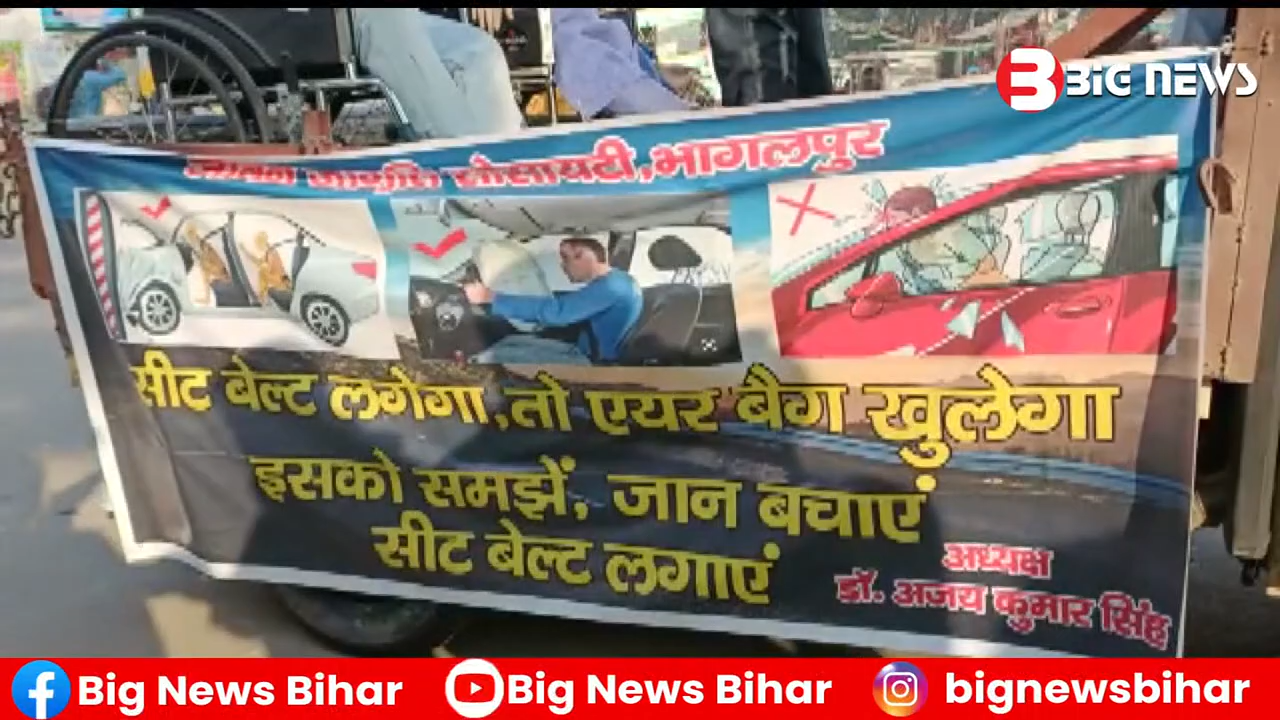 BiG NEWS
सोसायटी,भागलपुर
सीट बेल्ट लगेगा,तो एयर बैग खुलेगा
इसको समझें, जान बचाएं
सीट बेल्ट लगाएं
अध्यक्ष
डॉ. अजय कुमार सिंह
Big News Bihar
Big News Bihar
bignewsbihar